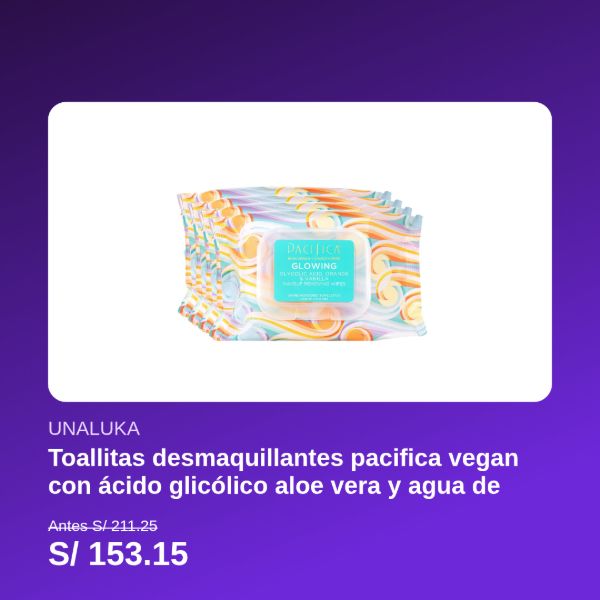 PACIFICA
GLOWING
GLYCOLIC ACID, ORANGE
& VANILLA
MAKEUP REMOVING WIPES
UNALUKA
Toallitas desmaquillantes pacifica vegan
con ácido glicólico aloe vera y agua de
Antes S/ 211.25
S/ 153.15